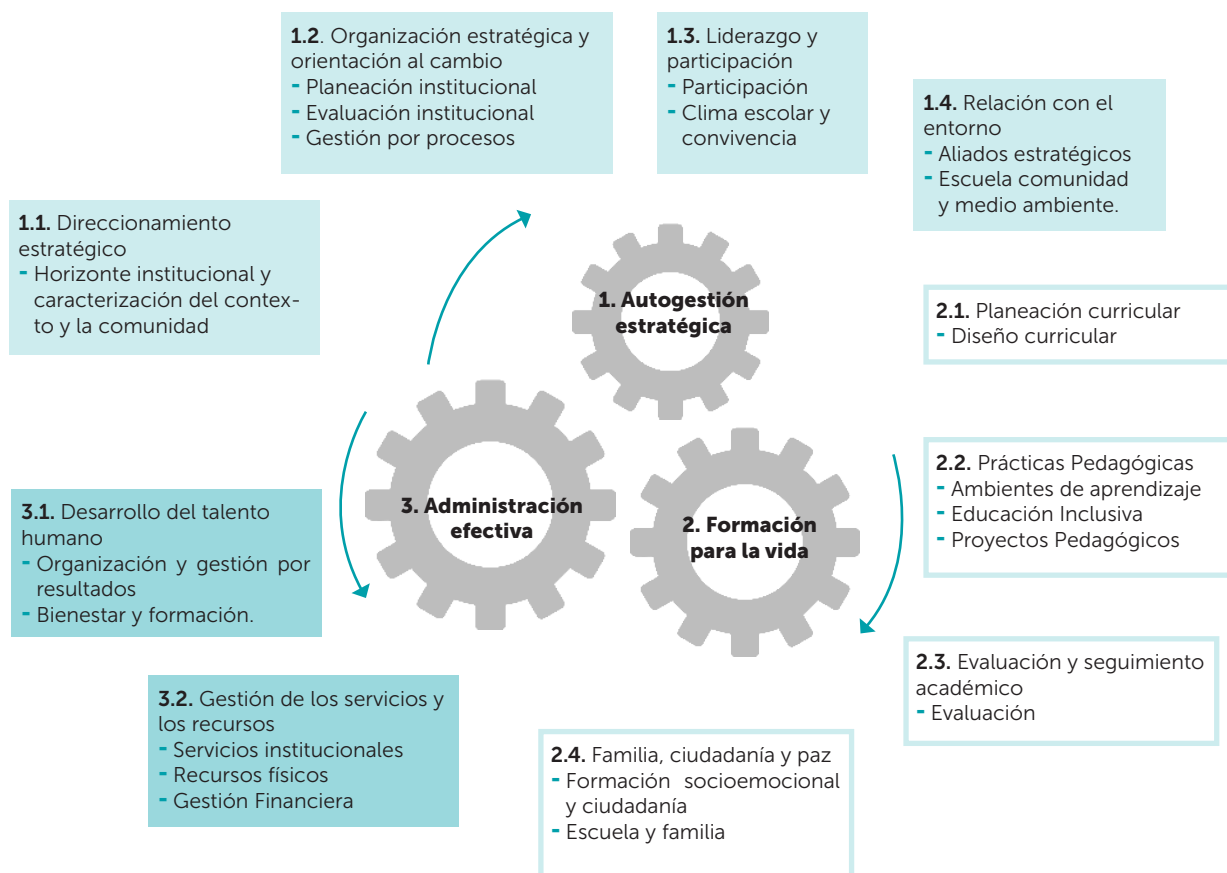 1.2. Organización estratégica y
orientación al cambio
- Planeación institucional
- Evaluación institucional
- Gestión por procesos
1.3. Liderazgo y
participación
- Participación
- Clima escolar y
convivencia
1.4. Relación con el
entorno
- Aliados estratégicos
- Escuela comunidad
y medio ambiente.
1.1. Direccionamiento
estratégico
- Horizonte institucional y
caracterización del contex-
to y la comunidad
1. Autogestión
estratégica
2.1. Planeación curricular
- Diseño curricular
2.2. Prácticas Pedagógicas
- Ambientes de aprendizaje
- Educación Inclusiva
- Proyectos Pedagógicos
3. Administración
efectiva
2. Formación
para la vida
3.1. Desarrollo del talento
humano
- Organización y gestión por
resultados
- Bienestar y formación.
2.3. Evaluación y seguimiento
académico
- Evaluación
3.2. Gestión de los servicios y
los recursos
- Servicios institucionales
- Recursos físicos
- Gestión Financiera
2.4. Familia, ciudadanía y paz
- Formación socioemocional
y ciudadanía
- Escuela y familia